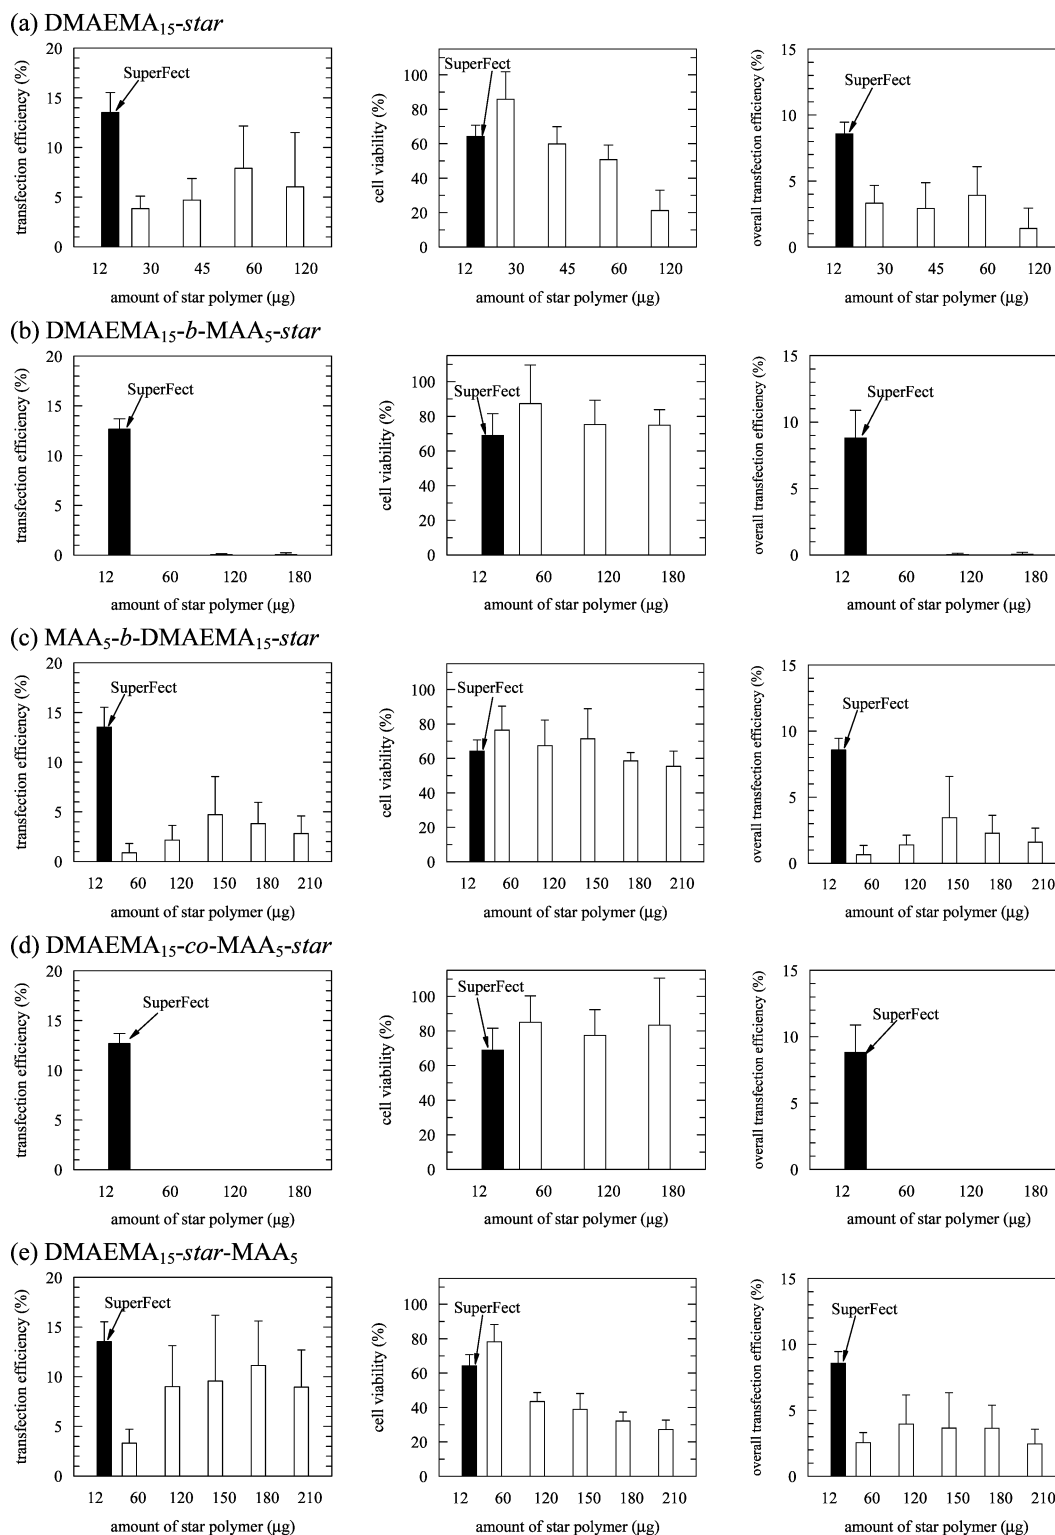 (a) DMAEMA15-star
transfection efficiency (%)
20
15
10
5
0
SuperFect
12 30 45 60 120
amount of star polymer (µg)
cell viability (%)
100
80
60
40
20
0
SuperFect
12 30 45 60 120
amount of star polymer (µg)
overall transfection efficiency (%)
15
10
5
0
SuperFect
12 30 45 60 120
amount of star polymer (µg)
(b) DMAEMA15-b-MAA5-star
transfection efficiency (%)
20
15
10
5
0
SuperFect
12 60 120 180
amount of star polymer (µg)
cell viability (%)
100
80
60
40
20
0
SuperFect
12 60 120 180
amount of star polymer (µg)
overall transfection efficiency (%)
15
10
5
0
SuperFect
12 60 120 180
amount of star polymer (µg)
(c) MAA5-b-DMAEMA15-star
transfection efficiency (%)
20
15
10
5
0
SuperFect
12 60 120 150 180 210
amount of star polymer (µg)
cell viability (%)
100
80
60
40
20
0
SuperFect
12 60 120 150 180 210
amount of star polymer (µg)
overall transfection efficiency (%)
15
10
5
0
SuperFect
12 60 120 150 180 210
amount of star polymer (µg)
(d) DMAEMA15-co-MAA5-star
transfection efficiency (%)
20
15
10
5
0
SuperFect
12 60 120 180
amount of star polymer (µg)
cell viability (%)
100
80
60
40
20
0
SuperFect
12 60 120 180
amount of star polymer (µg)
overall transfection efficiency (%)
15
10
5
0
SuperFect
12 60 120 180
amount of star polymer (µg)
(e) DMAEMA15-star-MAA5
transfection efficiency (%)
20
15
10
5
0
SuperFect
12 60 120 150 180 210
amount of star polymer (µg)
cell viability (%)
100
80
60
40
20
0
SuperFect
12 60 120 150 180 210
amount of star polymer (µg)
overall transfection efficiency (%)
15
10
5
0
SuperFect
12 60 120 150 180 210
amount of star polymer (µg)